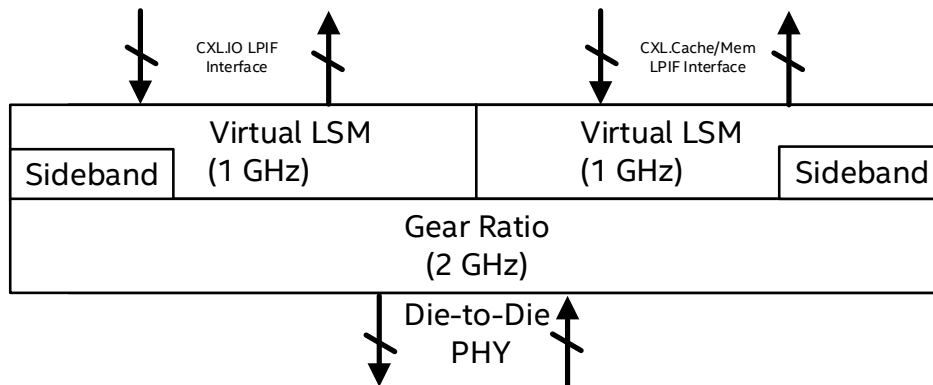 CXL.IO LPIF
Interface
CXL.Cache/Mem
LPIF Interface
Virtual LSM
(1 GHz)
Virtual LSM
(1 GHz)
Sideband
Sideband
Gear Ratio
(2 GHz)
Die-to-Die
PHY